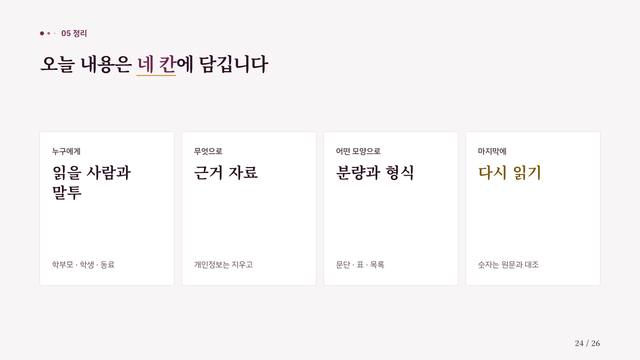 05 정리
오늘 내용은 네 칸에 담깁니다
누구에게
읽을 사람과
말투
학부모 · 학생 · 동료
무엇으로
근거 자료
개인정보는 지우고
어떤 모양으로
분량과 형식
문단 · 표 · 목록
마지막에
다시 읽기
숫자는 원문과 대조
24 / 26